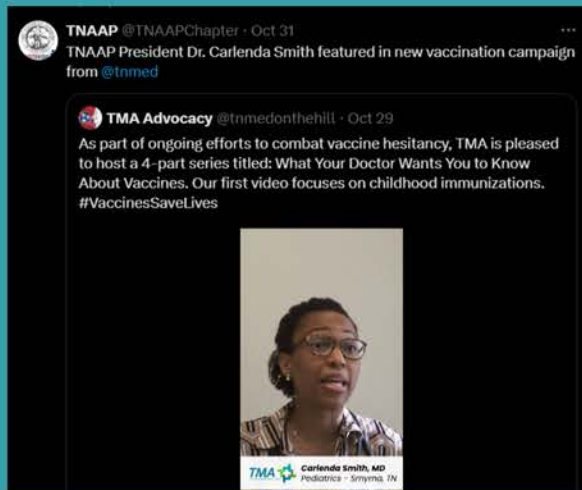 TNAAP @TNAAPChapter · Oct 31
TNAAP President Dr. Carlenda Smith featured in new vaccination campaign
from @tnmed
TMA Advocacy @tnmedonthehill · Oct 29
As part of ongoing efforts to combat vaccine hesitancy, TMA is pleased
to host a 4-part series titled: What Your Doctor Wants You to Know
About Vaccines. Our first video focuses on childhood immunizations.
#VaccinesSaveLives
TMA
Carlenda Smith, MD
Pediatrics - Smyrna, TN